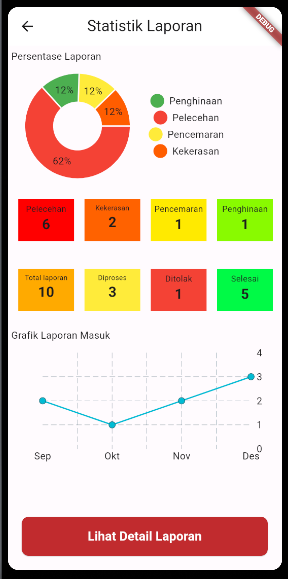 Statistik Laporan
DEBUG
Persentase Laporan
12%
12%
12%
62%
Penghinaan
Pelecehan
Pencemaran
Kekerasan
Pelecehan
6
Kekerasan
2
Pencemaran
1
Penghinaan
1
Total laporan
10
Diproses
3
Ditolak
1
Selesai
5
Grafik Laporan Masuk
4
3
2
1
0
Sep
Okt
Nov
Des
Lihat Detail Laporan